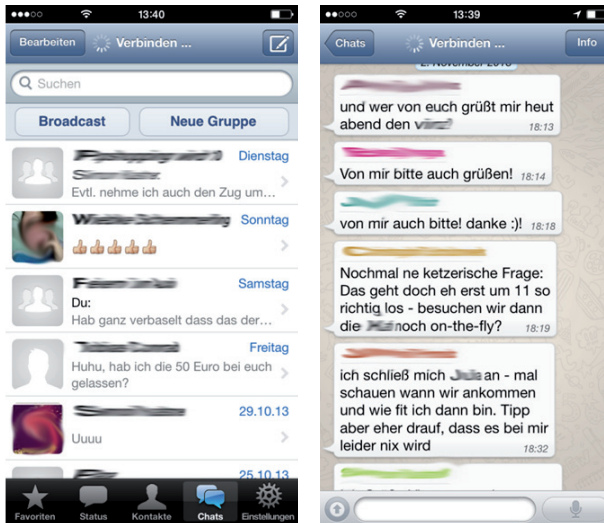 13:40
Bearbeiten
Verbinden ...
Suchen
Broadcast
Neue Gruppe
Dienstag
Evtl. nehme ich auch den Zug um...
Sonntag
Samstag
Du:
Hab ganz verbaselt dass das der...
Freitag
Huhu, hab ich die 50 Euro bei euch
gelassen?
29.10.13
Uuuu
25.10.13
Favoriten
Status
Kontakte
Chats
Einstellungen
13:39
Chats
Verbinden ...
Info
2. November
und wer von euch grüßt mir heut
abend den
18:13
Von mir bitte auch grüßen! 18:14
von mir auch bitte! danke :)! 18:18
Nochmal ne ketzerische Frage:
Das geht doch eh erst um 11 so
richtig los - besuchen wir dann
die noch on-the-fly? 18:19
ich schließ mich an - mal
schauen wann wir ankommen
und wie fit ich dann bin. Tipp
aber eher drauf, dass es bei mir
leider nix wird 18:32